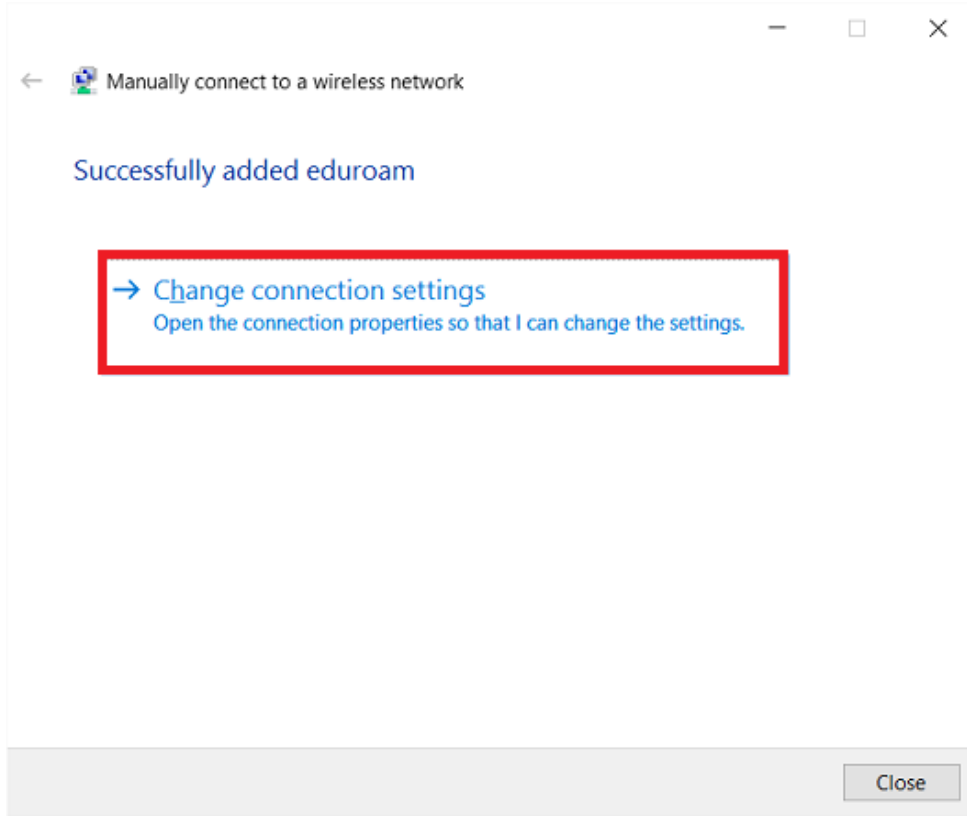 Manually connect to a wireless network
Successfully added eduroam
Change connection settings
Open the connection properties so that I can change the settings.
Close